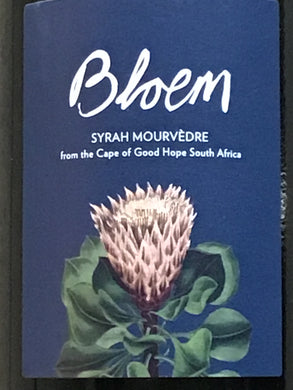 Bloem
SYRAH MOURVÈDRE
from the Cape of Good Hope South Africa